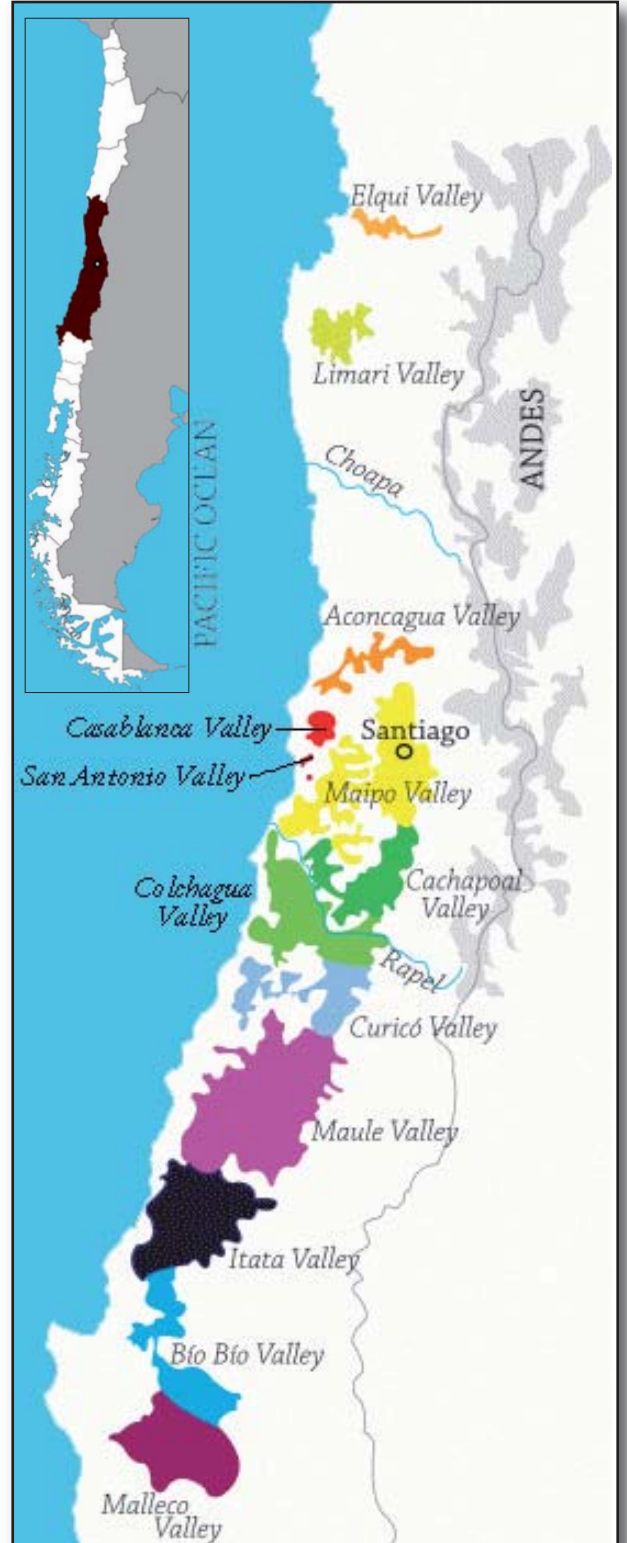 Elqui Valley
Limari Valley
PACIFIC OCEAN
Choapa
ANDES
Aconcagua Valley
Casablanca Valley
Santiago
San Antonio Valley
Maipo Valley
Colchagua
Valley
Cachapoal
Valley
Rapel
Curicó Valley
Maule Valley
Itata Valley
Bío Bío Valley
Malleco
Valley